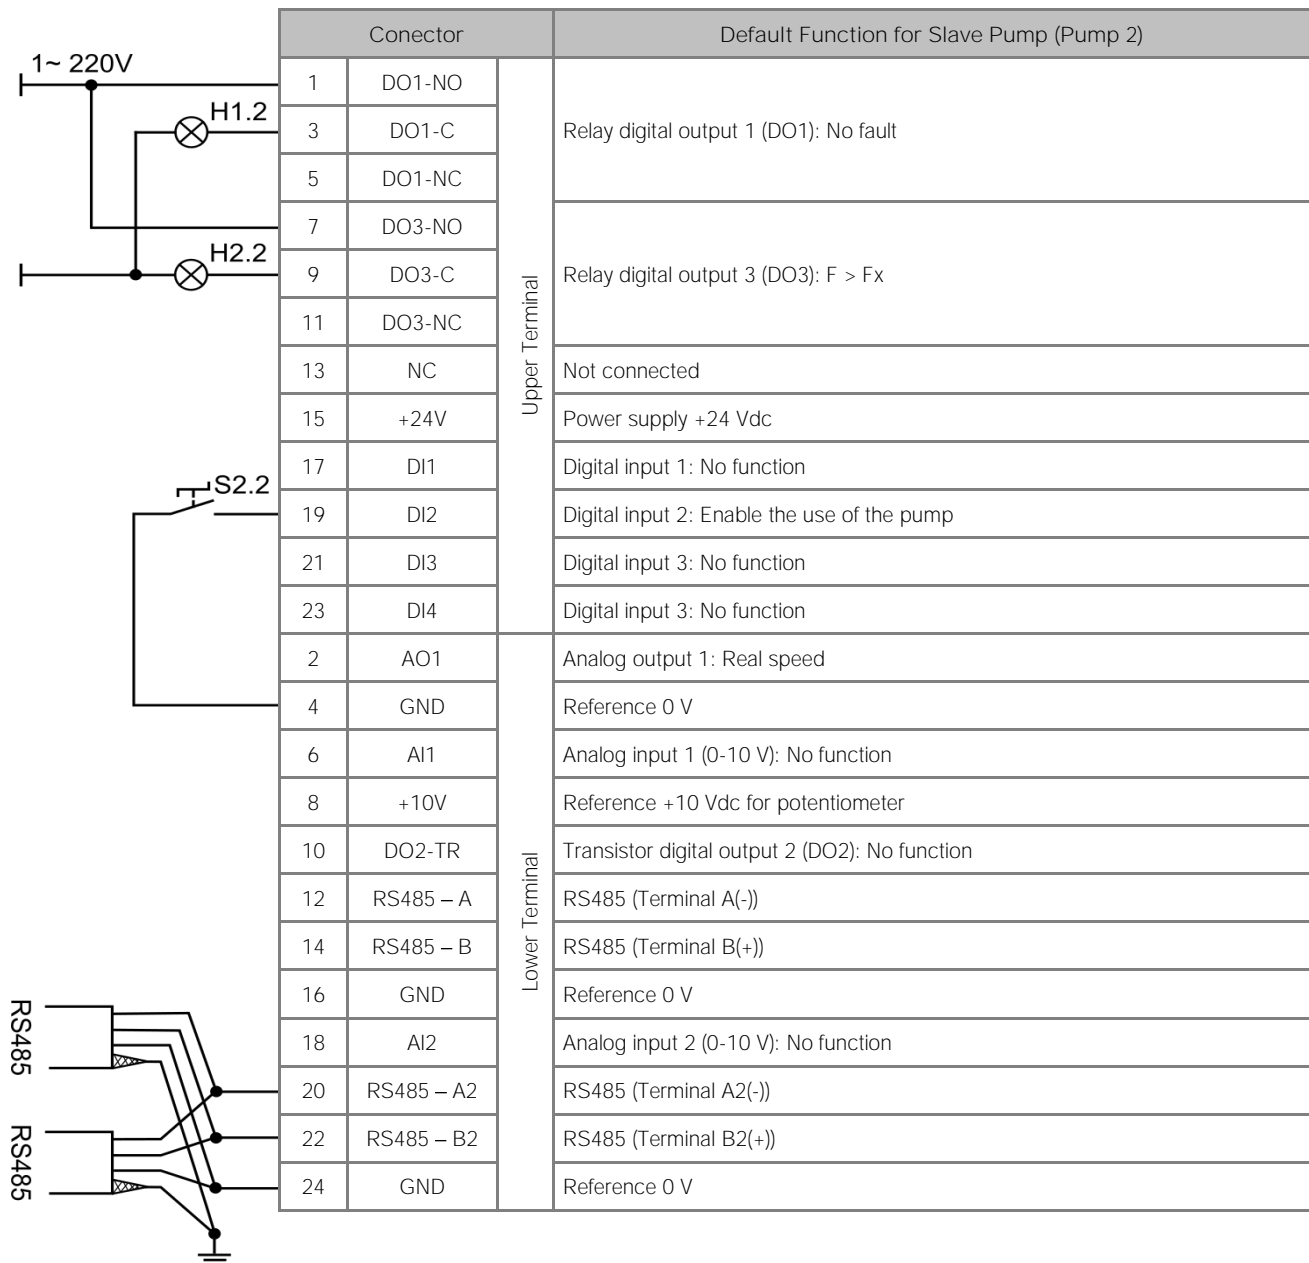 Conector Default Function for Slave Pump (Pump 2)
1~ 220V
1 DO1-NO
H1.2
3 DO1-C Relay digital output 1 (DO1): No fault
5 DO1-NC
7 DO3-NO
H2.2
9 DO3-C Relay digital output 3 (DO3): F > Fx
11 DO3-NC
Upper Terminal
13 NC Not connected
15 +24V Power supply +24 Vdc
17 DI1 Digital input 1: No function
S2.2
19 DI2 Digital input 2: Enable the use of the pump
21 DI3 Digital input 3: No function
23 DI4 Digital input 3: No function
2 AO1 Analog output 1: Real speed
4 GND Reference 0 V
6 AI1 Analog input 1 (0-10 V): No function
8 +10V Reference +10 Vdc for potentiometer
10 DO2-TR Transistor digital output 2 (DO2): No function
Lower Terminal
12 RS485 – A RS485 (Terminal A(-))
14 RS485 – B RS485 (Terminal B(+))
16 GND Reference 0 V
RS485
18 AI2 Analog input 2 (0-10 V): No function
20 RS485 – A2 RS485 (Terminal A2(-))
RS485
22 RS485 – B2 RS485 (Terminal B2(+))
24 GND Reference 0 V